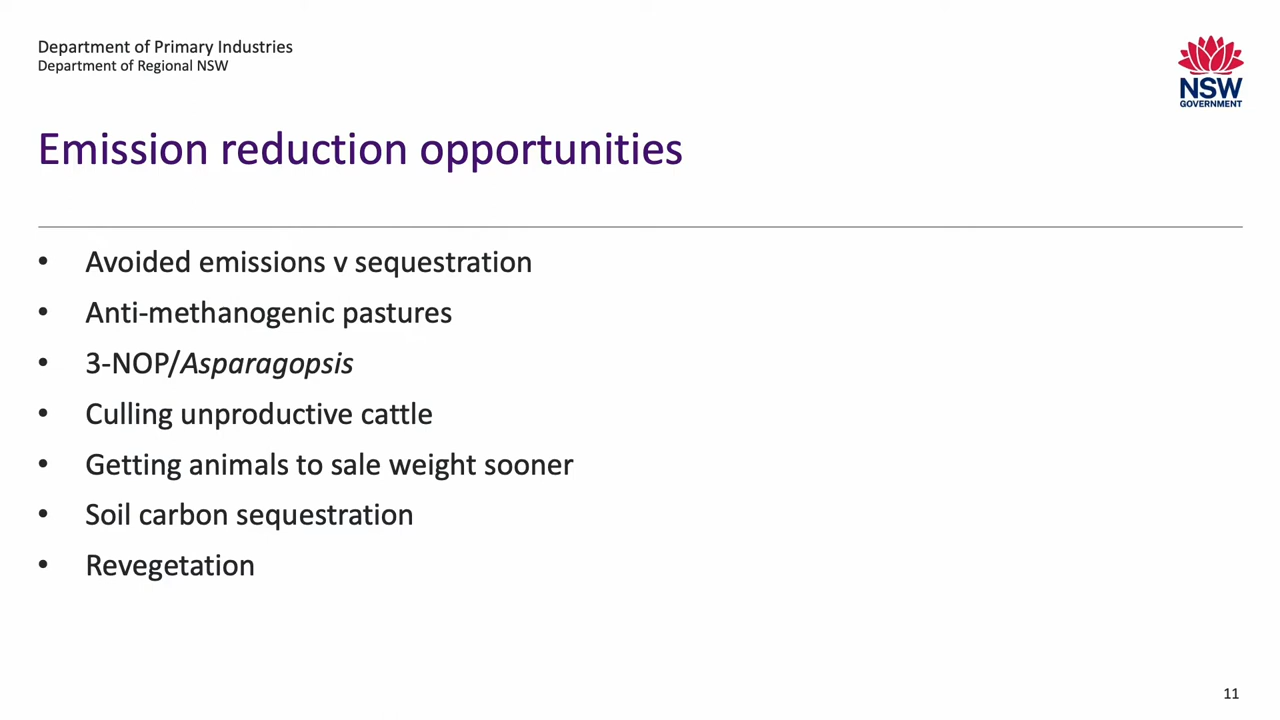 Department of Primary Industries
Department of Regional NSW
NSW
GOVERNMENT
Emission reduction opportunities
• Avoided emissions v sequestration
• Anti-methanogenic pastures
• 3-NOP/Asparagopsis
• Culling unproductive cattle
• Getting animals to sale weight sooner
• Soil carbon sequestration
• Revegetation
11